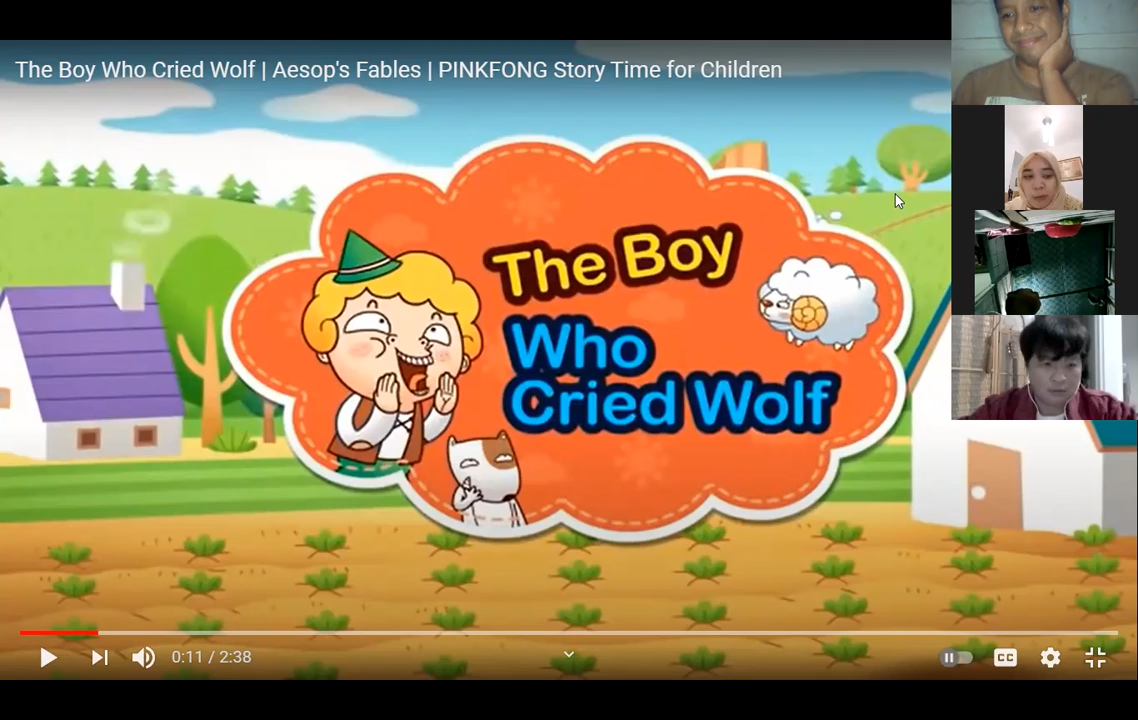 The Boy Who Cried Wolf | Aesop's Fables | PINKFONG Story Time for Children
The Boy
Who
Cried Wolf
0:11 / 2:38
CC